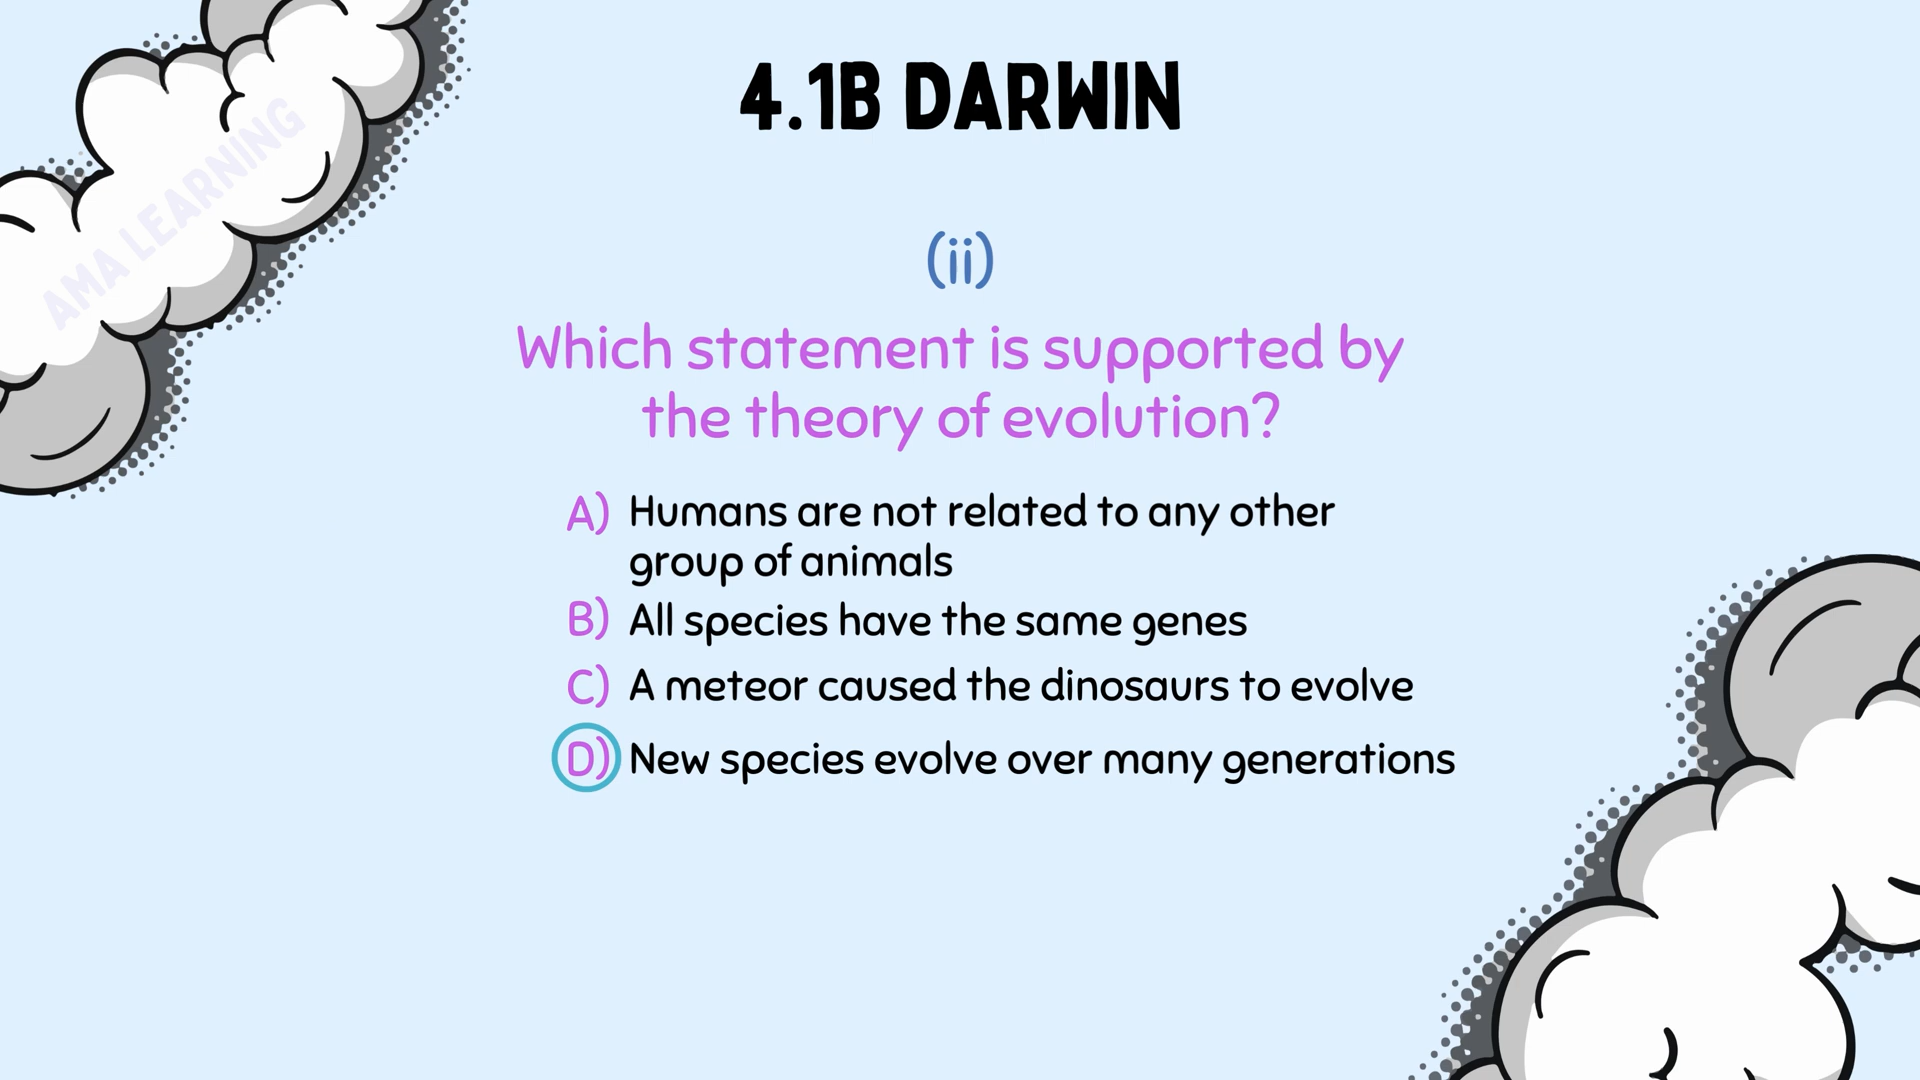 4.1B DARWIN
AMA LEARNING
(ii)
Which statement is supported by
the theory of evolution?
A) Humans are not related to any other
group of animals
B) All species have the same genes
C) A meteor caused the dinosaurs to evolve
D) New species evolve over many generations